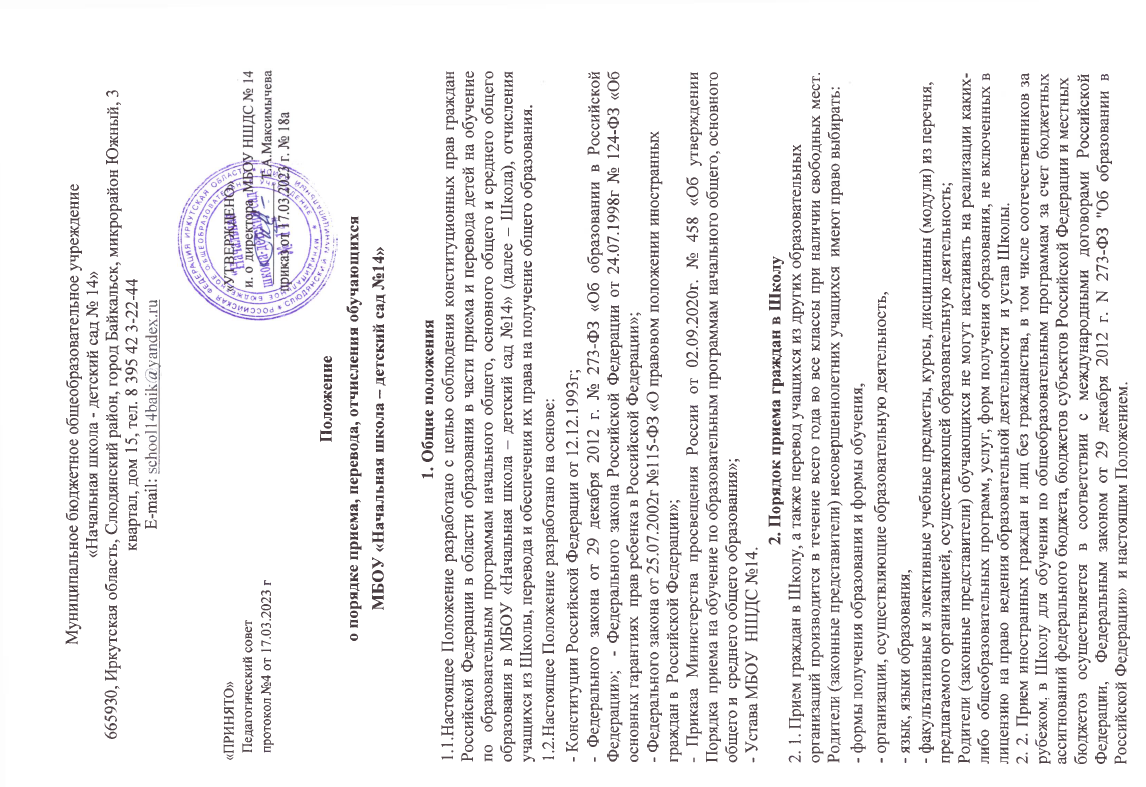 Муниципальное бюджетное общеобразовательное учреждение
«Начальная школа - детский сад № 14»
665930, Иркутская область, Слюдянский район, город Байкальск, микрорайон Южный, 3
квартал, дом 15, тел. 8 395 42 3-22-44
E-mail: school14baik@yandex.ru
«ПРИНЯТО»
Педагогический совет
протокол №4 от 17.03.2023 г
«УТВЕРЖДЕНО»
и. о директора МБОУ НШДС № 14
Е.А.Максимычева
приказ от 17.03.2023 г. № 18а
Положение
о порядке приема, перевода, отчисления обучающихся
МБОУ «Начальная школа – детский сад №14»
1. Общие положения
1.1.Настоящее Положение разработано с целью соблюдения конституционных прав граждан
Российской Федерации в области образования в части приема и перевода детей на обучение
по образовательным программам начального общего, основного общего и среднего общего
образования в МБОУ «Начальная школа – детский сад №14» (далее – Школа), отчисления
учащихся из Школы, перевода и обеспечения их права на получение общего образования.
1.2.Настоящее Положение разработано на основе:
- Конституции Российской Федерации от 12.12.1993г;
- Федерального закона от 29 декабря 2012 г. № 273-ФЗ «Об образовании в Российской
Федерации»; - Федерального закона Российской Федерации от 24.07.1998г № 124-ФЗ «Об
основных гарантиях прав ребенка в Российской Федерации»;
- Федерального закона от 25.07.2002г №115-ФЗ «О правовом положении иностранных
граждан в Российской Федерации»;
- Приказа Министерства просвещения России от 02.09.2020г. № 458 «Об утверждении
Порядка приема на обучение по образовательным программам начального общего, основного
общего и среднего общего образования»;
- Устава МБОУ НШДС №14.
2. Порядок приема граждан в Школу
2. 1. Прием граждан в Школу, а также перевод учащихся из других образовательных
организаций производится в течение всего года во все классы при наличии свободных мест.
Родители (законные представители) несовершеннолетних учащихся имеют право выбирать:
- формы получения образования и формы обучения,
- организации, осуществляющие образовательную деятельность,
- язык, языки образования,
- факультативные и элективные учебные предметы, курсы, дисциплины (модули) из перечня,
предлагаемого организацией, осуществляющей образовательную деятельность;
Родители (законные представители) обучающихся не могут настаивать на реализации каких-
либо общеобразовательных программ, услуг, форм получения образования, не включенных в
лицензию на право ведения образовательной деятельности и устав Школы.
2. 2. Прием иностранных граждан и лиц без гражданства, в том числе соотечественников за
рубежом. в Школу для обучения по общеобразовательным программам за счет бюджетных
ассигнований федерального бюджета, бюджетов субъектов Российской Федерации и местных
бюджетов осуществляется в соответствии с международными договорами Российской
Федерации, Федеральным законом от 29 декабря 2012 г. N 273-ФЗ "Об образовании в
Российской Федерации» и настоящим Положением.